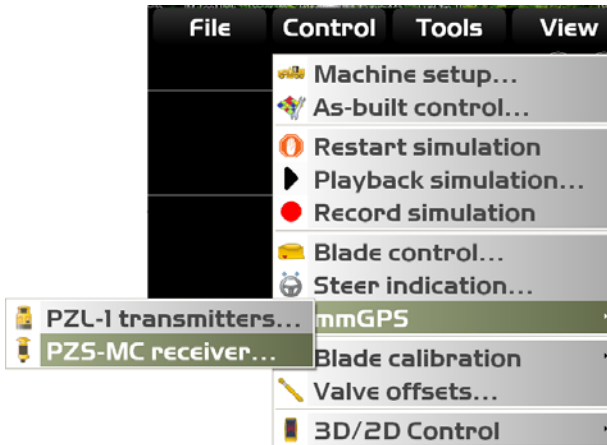 File Control Tools View
Machine setup...
As-built control...
Restart simulation
Playback simulation...
Record simulation
Blade control...
Steer indication...
PZL-1 transmitters... mmGPS
PZS-MC receiver...
Blade calibration
Valve offsets...
3D/2D Control